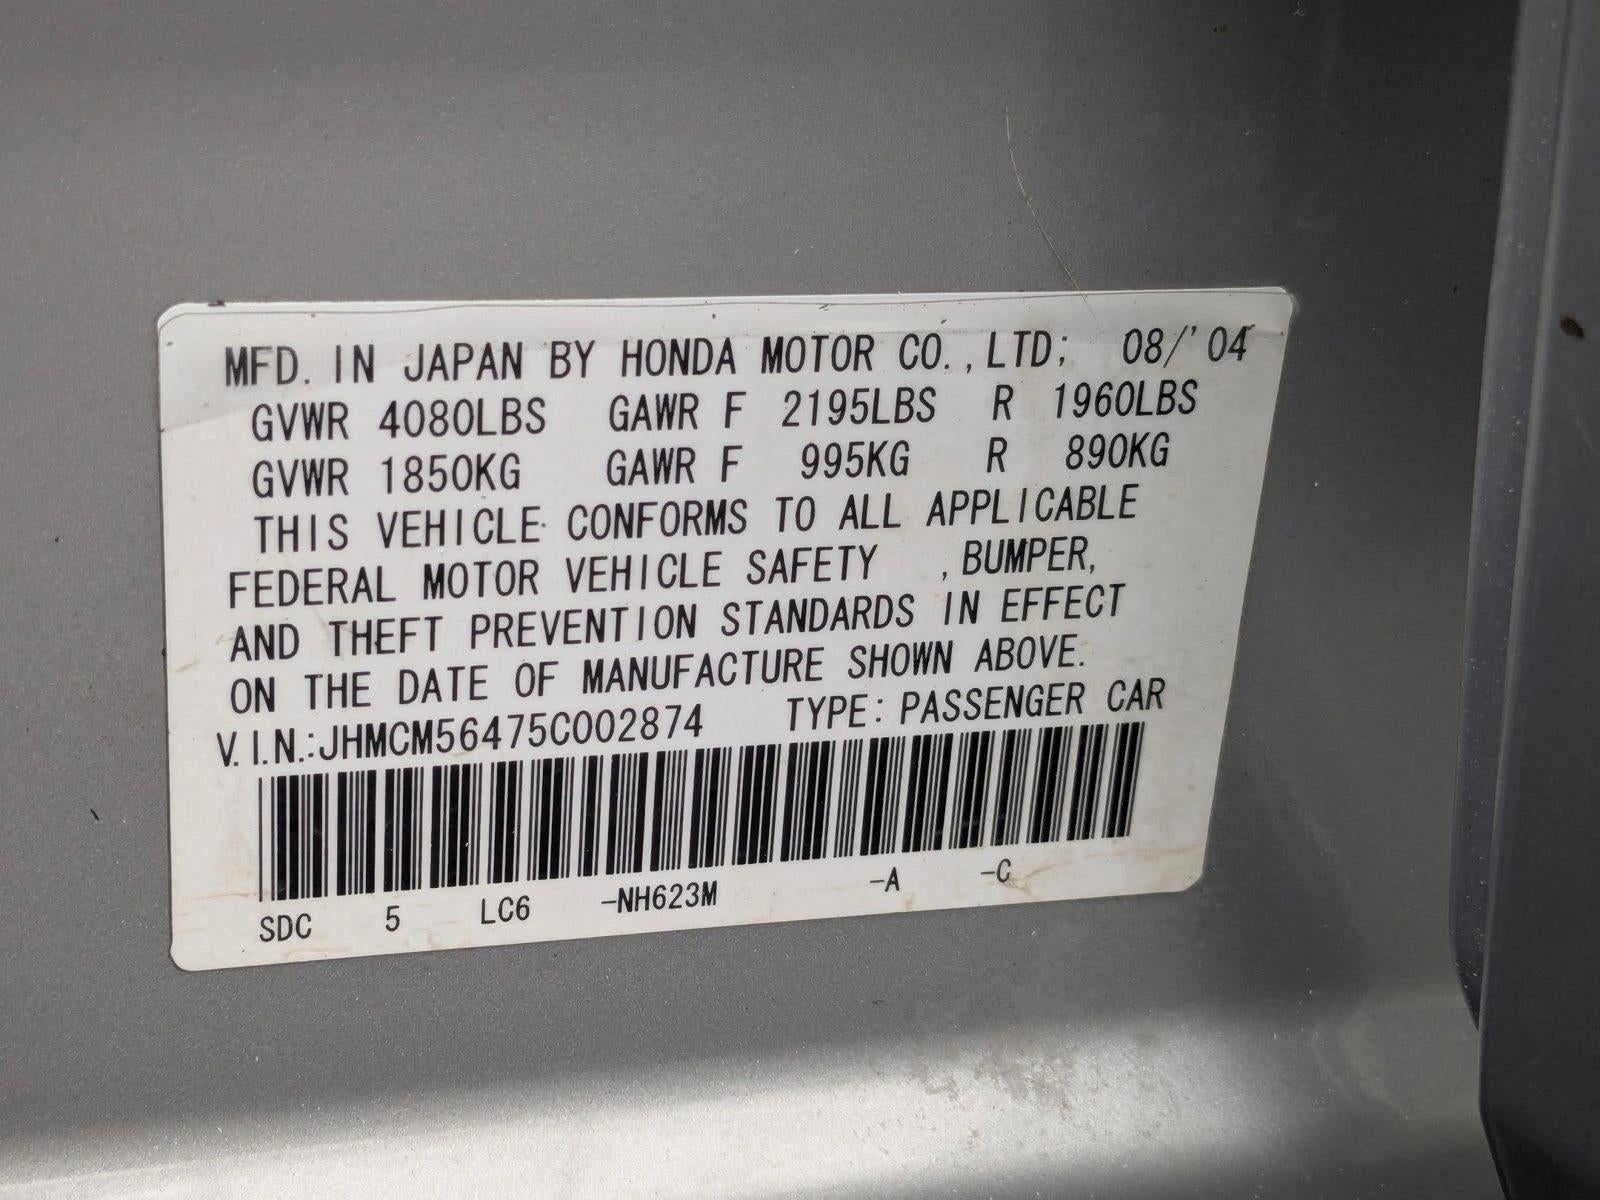 MFD. IN JAPAN BY HONDA MOTOR CO., LTD; 08/'04
GVWR 4080LBS GAWR F 2195LBS R 1960LBS
GVWR 1850KG GAWR F 995KG R 890KG
THIS VEHICLE CONFORMS TO ALL APPLICABLE
FEDERAL MOTOR VEHICLE SAFETY , BUMPER,
AND THEFT PREVENTION STANDARDS IN EFFECT
ON THE DATE OF MANUFACTURE SHOWN ABOVE.
V.I.N.:JHMCM56475C002874 TYPE: PASSENGER CAR
SDC 5 LC6 -NH623M -A -C